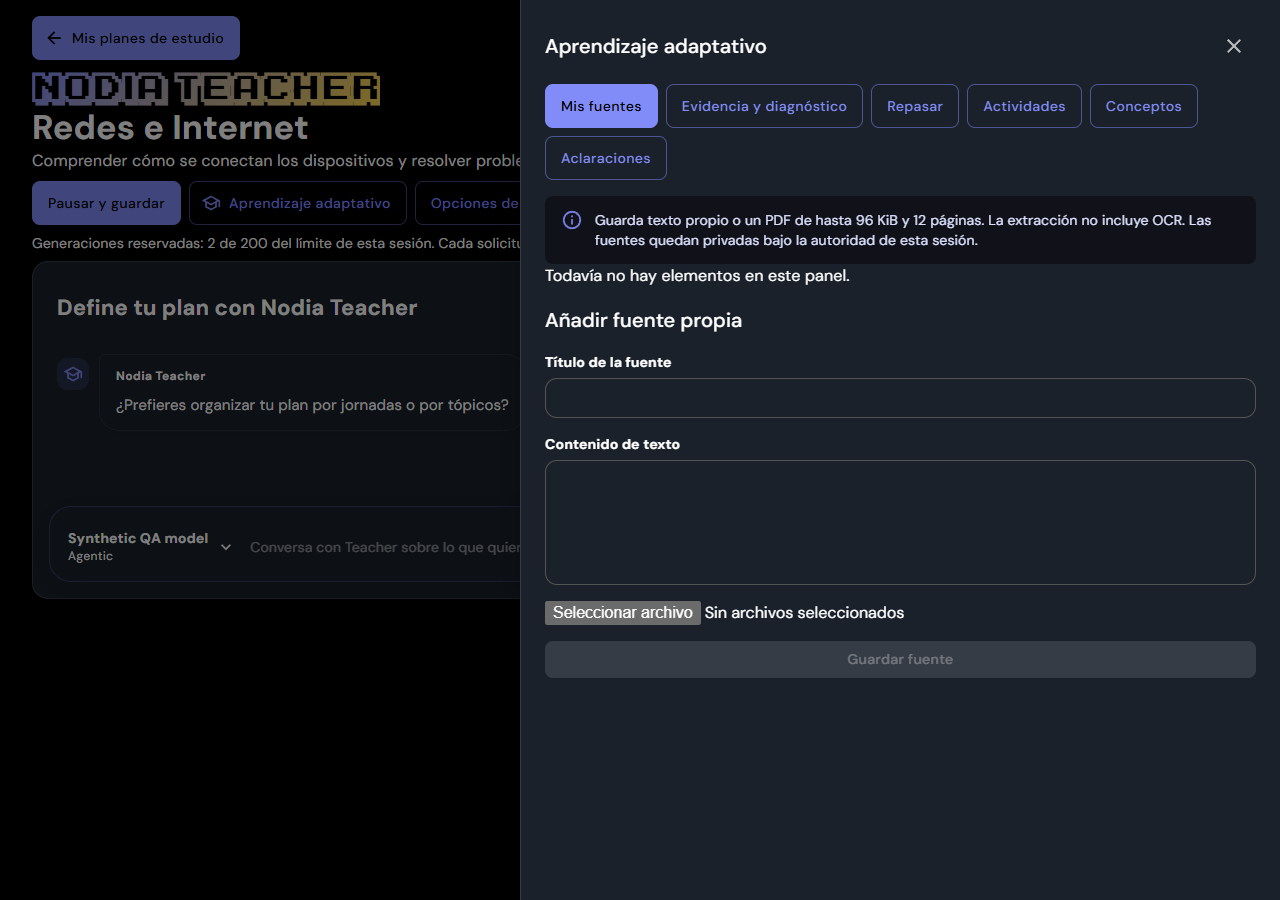 Mis planes de estudio
NODIA TEACHER
Redes e Internet
Comprender cómo se conectan los dispositivos y resolver proble
Pausar y guardar
Aprendizaje adaptativo
Opciones de
Generaciones reservadas: 2 de 200 del límite de esta sesión. Cada solicitu
Define tu plan con Nodia Teacher
Nodia Teacher
¿Prefieres organizar tu plan por jornadas o por tópicos?
Synthetic QA model
Agentic
Conversa con Teacher sobre lo que quier
Aprendizaje adaptativo
Mis fuentes
Evidencia y diagnóstico
Repasar
Actividades
Conceptos
Aclaraciones
Guarda texto propio o un PDF de hasta 96 KiB y 12 páginas. La extracción no incluye OCR. Las
fuentes quedan privadas bajo la autoridad de esta sesión.
Todavía no hay elementos en este panel.
Añadir fuente propia
Título de la fuente
Contenido de texto
Seleccionar archivo Sin archivos seleccionados
Guardar fuente